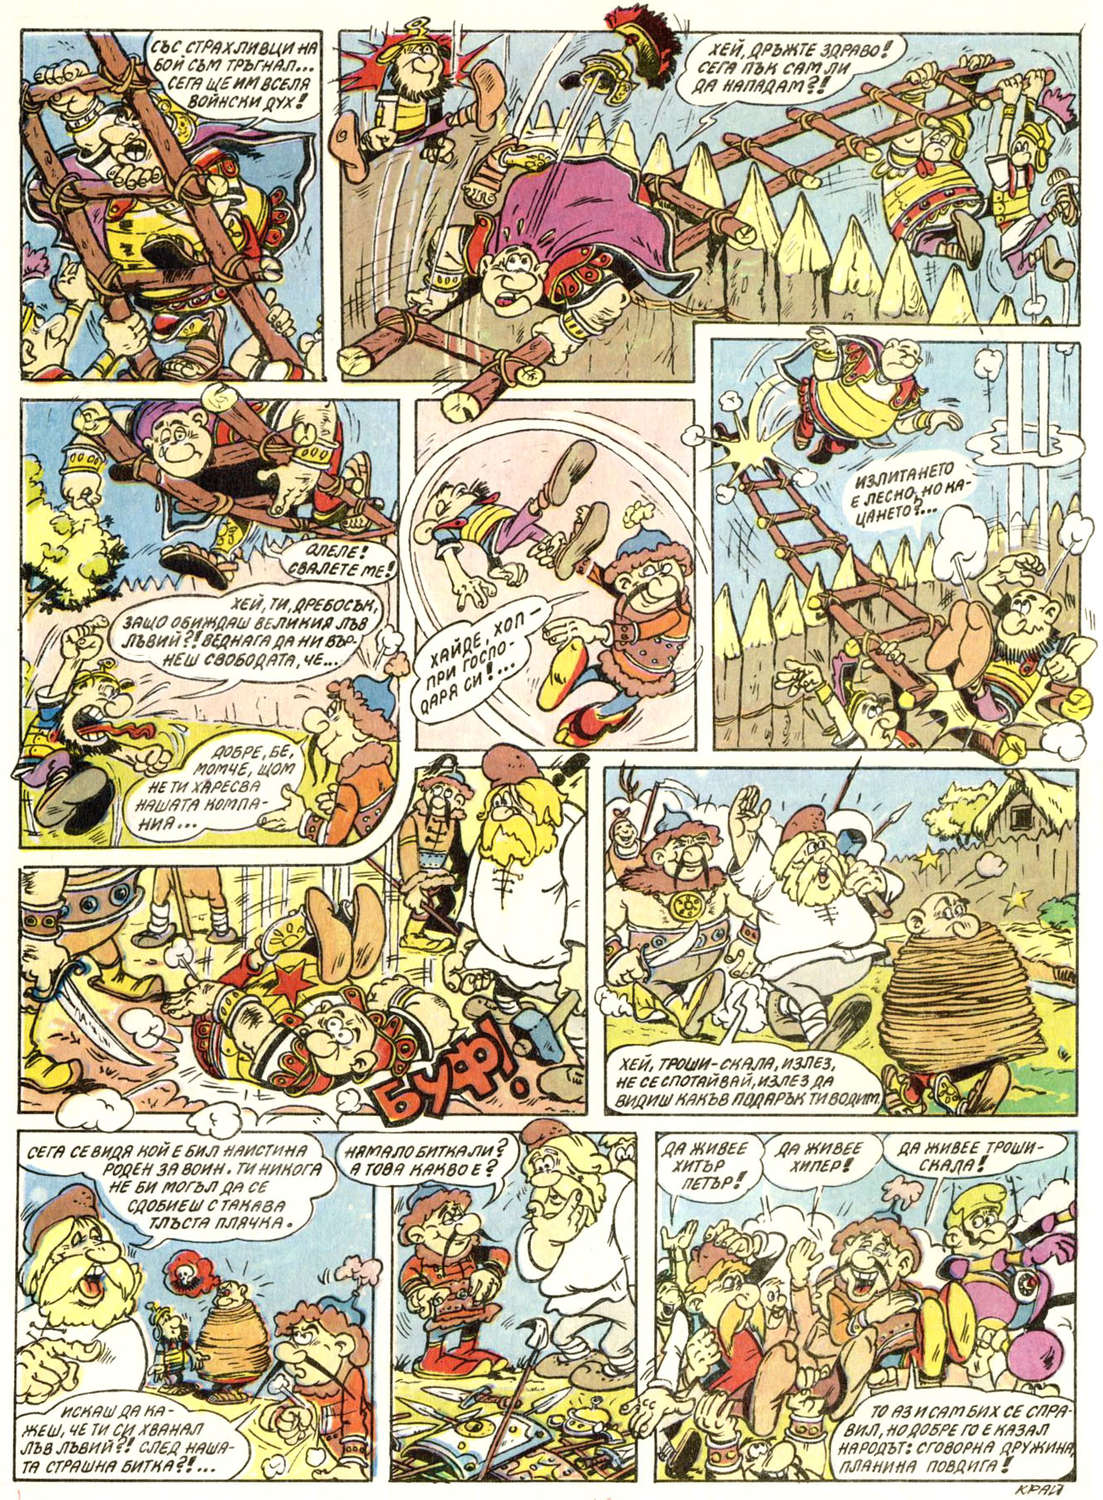 СЪС СТРАХЛИВЦИ НА
БОЙ СЪМ ТРЪГНАЛ...
СЕГА ЩЕ ИМ ВСЕЛЯ
ВОЙНСКИ ДУХ!
ХЕЙ, ДРЪЖТЕ ЗДРАВО!
СЕГА ПЪК САМ ЛИ
ДА НАПАДАМ?!
ОЛЕЛЕ!
СВАЛЕТЕ МЕ!
ХЕЙ, ТИ, ДРЕБОСЪК,
ЗАЩО ОБИЖДАШ ВЕЛИКИЯ ЛЪВ
ЛЪВИЙ?! ВЕДНАГА ДА НИ ВЪР-
НЕШ СВОБОДАТА, ЧЕ...
ДОБРЕ, БЕ,
МОМЧЕ, ЩОМ
НЕ ТИ ХАРЕСВА
НАШАТА КОМПА-
НИЯ...
ХАЙДЕ, ХОП -
ПРИ ГОСПО-
ДАРЯ СИ!...
ИЗЛИТАНЕТО
Е ЛЕСНО, НО КА-
ЦАНЕТО?...
БУФ!
ХЕЙ, ТРОШИ-СКАЛА, ИЗЛЕЗ,
НЕ СЕ СПОТАЙВАЙ, ИЗЛЕЗ ДА
ВИДИШ КАКЪВ ПОДАРЪК ТИ ВОДИМ.
СЕГА СЕ ВИДЯ КОЙ Е БИЛ НАИСТИНА
РОДЕН ЗА ВОИН. ТИ НИКОГА
НЕ БИ МОГЪЛ ДА СЕ
СДОБИЕШ С ТАКАВА
ТЛЪСТА ПЛЯЧКА.
ИСКАШ ДА КА-
ЖЕШ, ЧЕ ТИ СИ ХВАНАЛ
ЛЪВ ЛЪВИЙ?! СЛЕД НАША-
ТА СТРАШНА БИТКА?!...
НЯМАЛО БИТКА ЛИ?
А ТОВА КАКВО Е?
ДА ЖИВЕЕ
ХИТЪР
ПЕТЪР!
ДА ЖИВЕЕ
ХИПЕР!
ДА ЖИВЕЕ ТРОШИ-
СКАЛА!
ТО АЗ И САМ БИХ СЕ СПРА-
ВИЛ, НО ДОБРЕ ГО Е КАЗАЛ
НАРОДЪТ: СГОВОРНА ДРУЖИНА
ПЛАНИНА ПОВДИГА!
КРАЙ